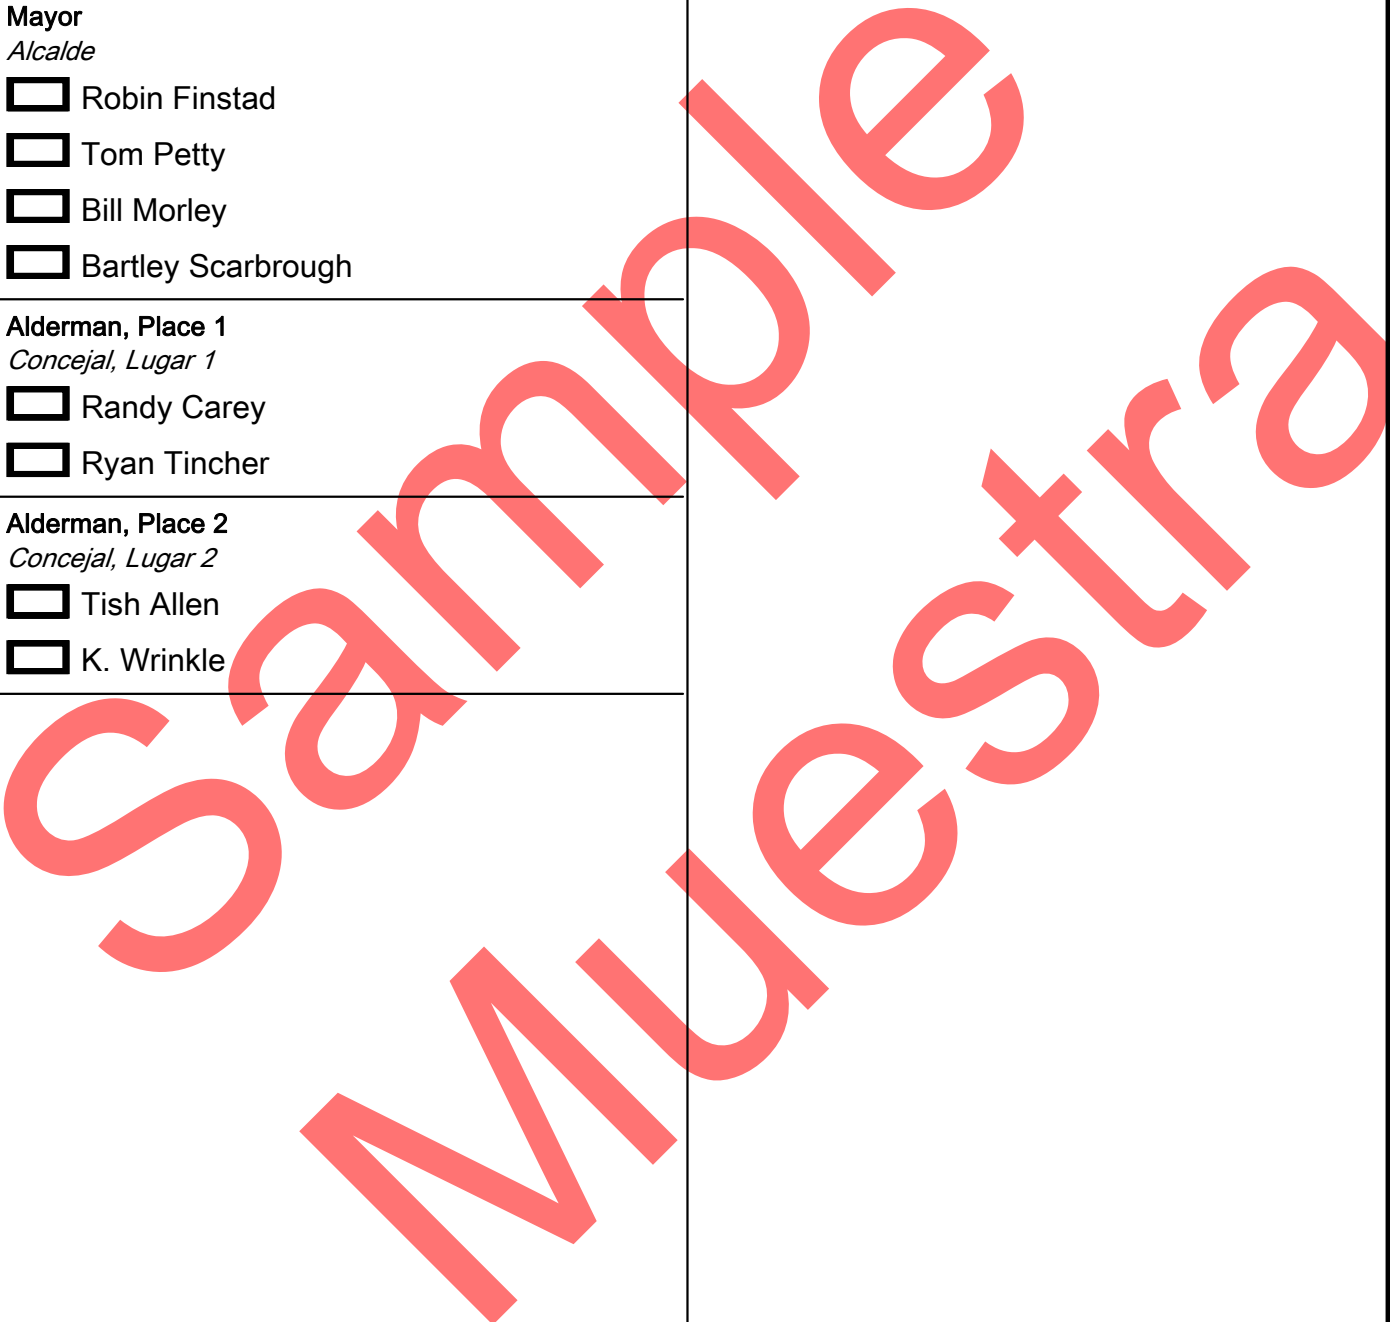 Mayor
Alcalde
Robin Finstad
Tom Petty
Bill Morley
Bartley Scarbrough
Alderman, Place 1
Concejal, Lugar 1
Randy Carey
Ryan Tincher
Alderman, Place 2
Concejal, Lugar 2
Tish Allen
K. Wrinkle
Sample
Muestra